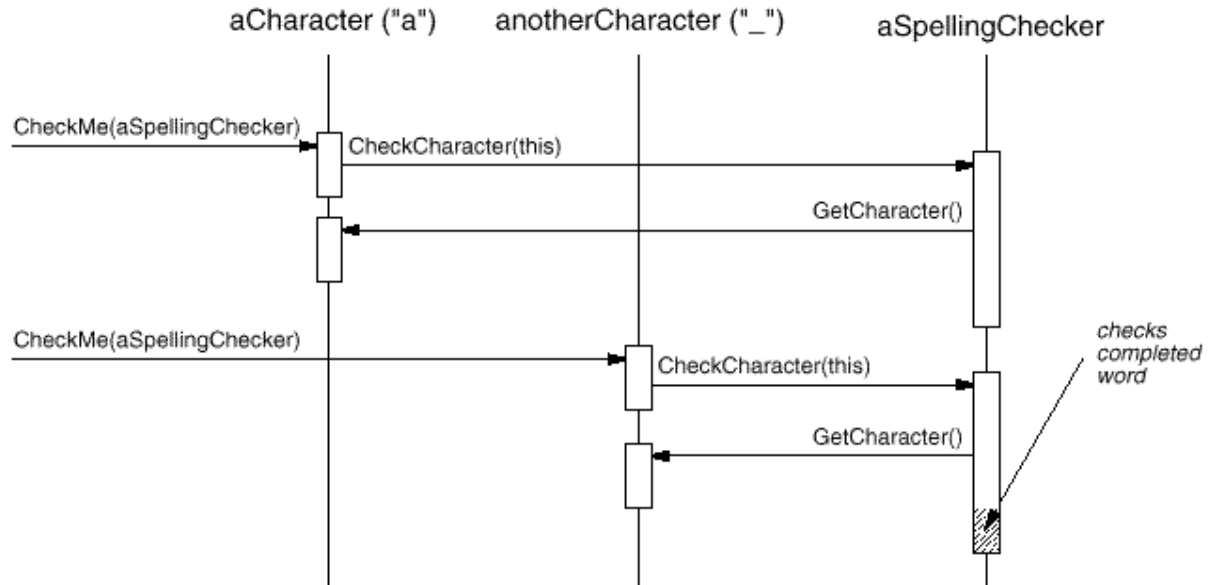 aCharacter ("a")
anotherCharacter ("_")
aSpellingChecker
CheckMe(aSpellingChecker)
CheckCharacter(this)
GetCharacter()
CheckMe(aSpellingChecker)
CheckCharacter(this)
GetCharacter()
checks
completed
word